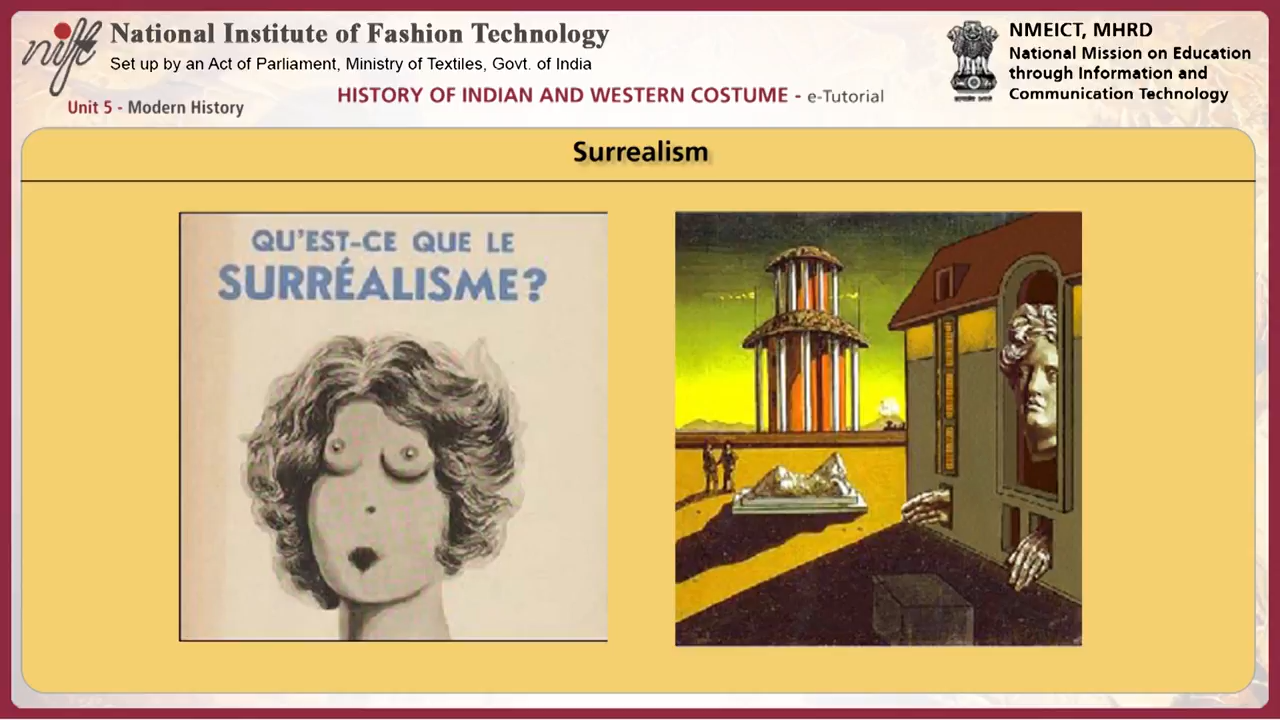 nift
National Institute of Fashion Technology
Set up by an Act of Parliament, Ministry of Textiles, Govt. of India
Unit 5 - Modern History
HISTORY OF INDIAN AND WESTERN COSTUME - e-Tutorial
NMEICT, MHRD
National Mission on Education
through Information and
Communication Technology
Surrealism
QU'EST-CE QUE LE
SURRÉALISME?